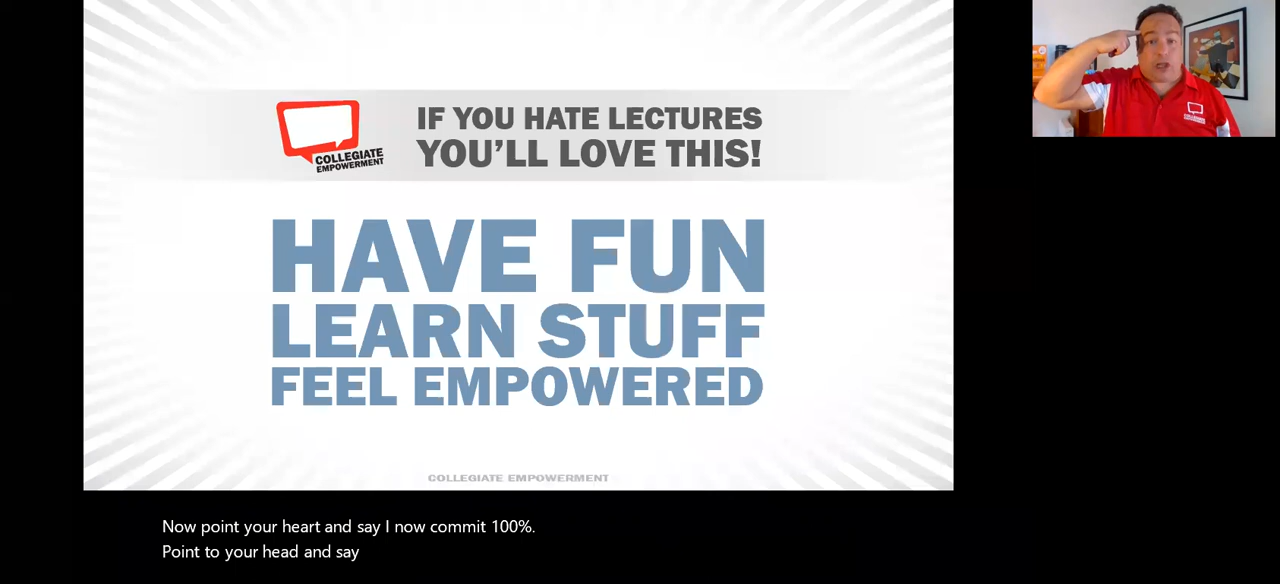 COLLEGIATE
EMPOWERMENT
IF YOU HATE LECTURES
YOU'LL LOVE THIS!
HAVE FUN
LEARN STUFF
FEEL EMPOWERED
COLLEGIATE EMPOWERMENT
Now point your heart and say I now commit 100%.
Point to your head and say